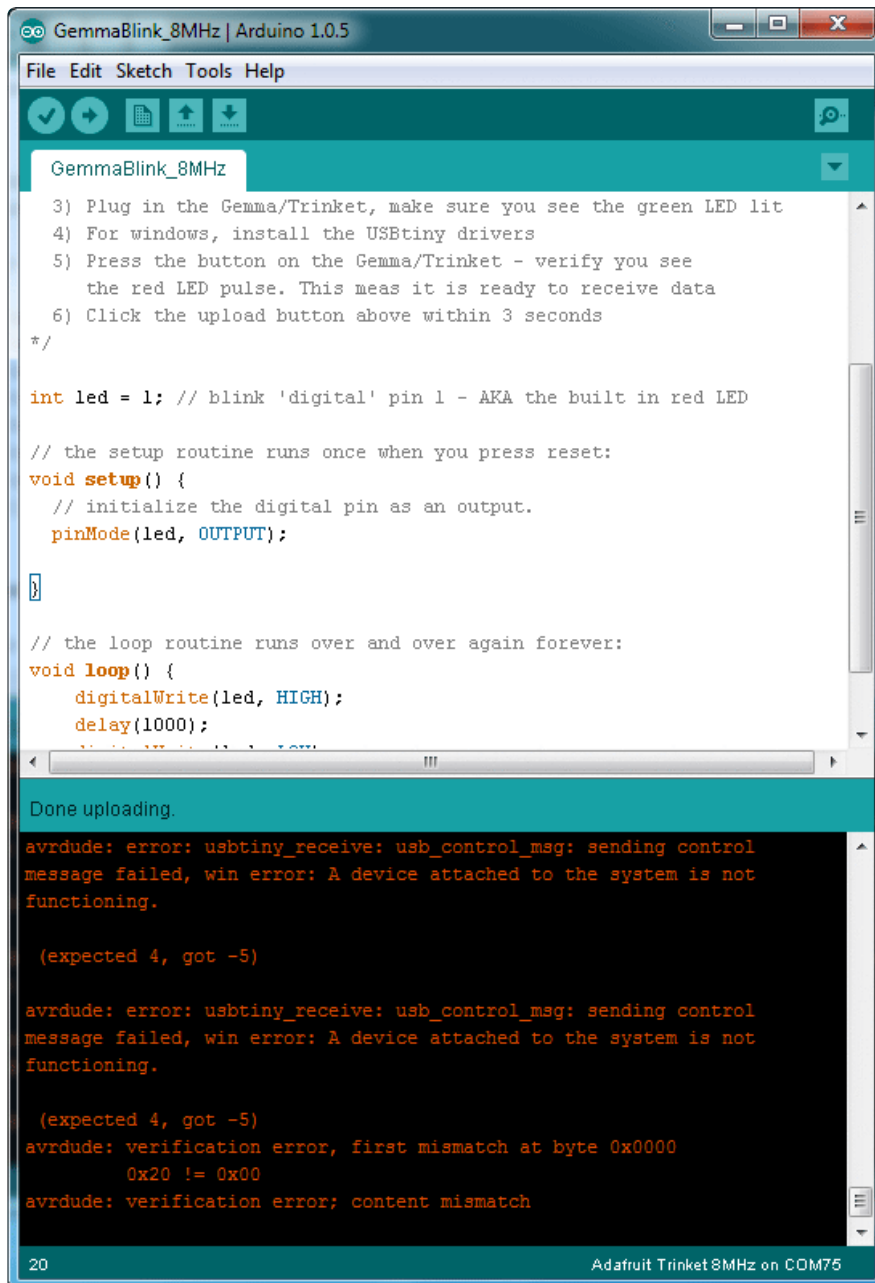 GemmaBlink_8MHz | Arduino 1.0.5
File Edit Sketch Tools Help
GemmaBlink_8MHz
3) Plug in the Gemma/Trinket, make sure you see the green LED lit
4) For windows, install the USBtiny drivers
5) Press the button on the Gemma/Trinket - verify you see
the red LED pulse. This meas it is ready to receive data
6) Click the upload button above within 3 seconds
*/
int led = 1; // blink 'digital' pin 1 - AKA the built in red LED
// the setup routine runs once when you press reset:
void setup() {
// initialize the digital pin as an output.
pinMode(led, OUTPUT);
}
// the loop routine runs over and over again forever:
void loop() {
digitalWrite(led, HIGH);
delay(1000);
Done uploading.
avrdude: error: usbtiny_receive: usb_control_msg: sending control
message failed, win error: A device attached to the system is not
functioning.
(expected 4, got -5)
avrdude: error: usbtiny_receive: usb_control_msg: sending control
message failed, win error: A device attached to the system is not
functioning.
(expected 4, got -5)
avrdude: verification error, first mismatch at byte 0x0000
0x20 != 0x00
avrdude: verification error; content mismatch
20
Adafruit Trinket 8MHz on COM75